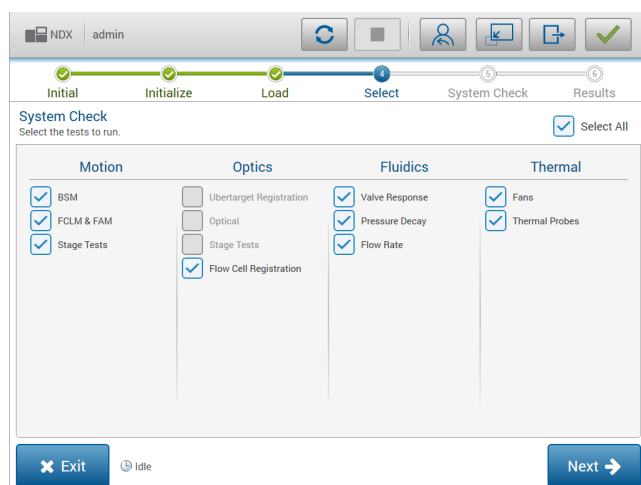 NDX admin
4 5 6
Initial Initialize Load Select System Check Results
System Check
Select the tests to run.
Select All
Motion Optics Fluidics Thermal
BSM Ubertarget Registration Valve Response Fans
FCLM & FAM Optical Pressure Decay Thermal Probes
Stage Tests Stage Tests Flow Rate
Flow Cell Registration
Exit Idle Next